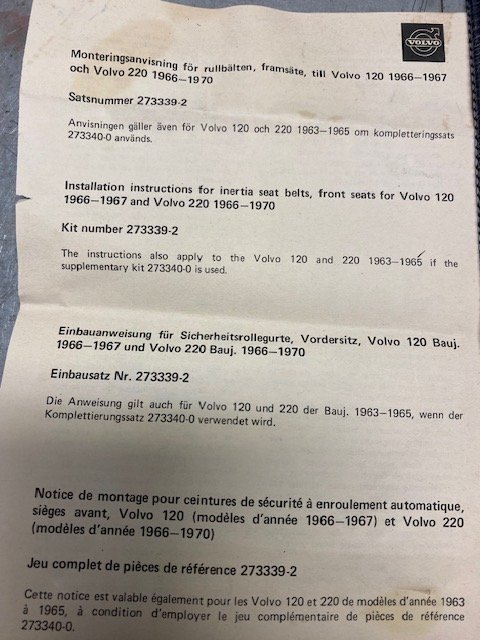 VOLVO
Monteringsanvisning för rullbälten, framsäte, till Volvo 120 1966–1967
och Volvo 220 1966–1970
Satsnummer 273339-2
Anvisningen gäller även för Volvo 120 och 220 1963–1965 om kompletteringssats
273340-0 används.
Installation instructions for inertia seat belts, front seats for Volvo 120
1966–1967 and Volvo 220 1966–1970
Kit number 273339-2
The instructions also apply to the Volvo 120 and 220 1963–1965 if the
supplementary kit 273340-0 is used.
Einbauanweisung für Sicherheitsrollegurte, Vordersitz, Volvo 120 Bauj.
1966–1967 und Volvo 220 Bauj. 1966–1970
Einbausatz Nr. 273339-2
Die Anweisung gilt auch für Volvo 120 und 220 der Bauj. 1963–1965, wenn der
Komplettierungssatz 273340-0 verwendet wird.
Notice de montage pour ceintures de sécurité à enroulement automatique,
sièges avant, Volvo 120 (modèles d'année 1966–1967) et Volvo 220
(modèles d'année 1966–1970)
Jeu complet de pièces de référence 273339-2
Cette notice est valable également pour les Volvo 120 et 220 de modèles d'année 1963
à 1965, à condition d'employer le jeu complémentaire de pièces de référence
273340-0.